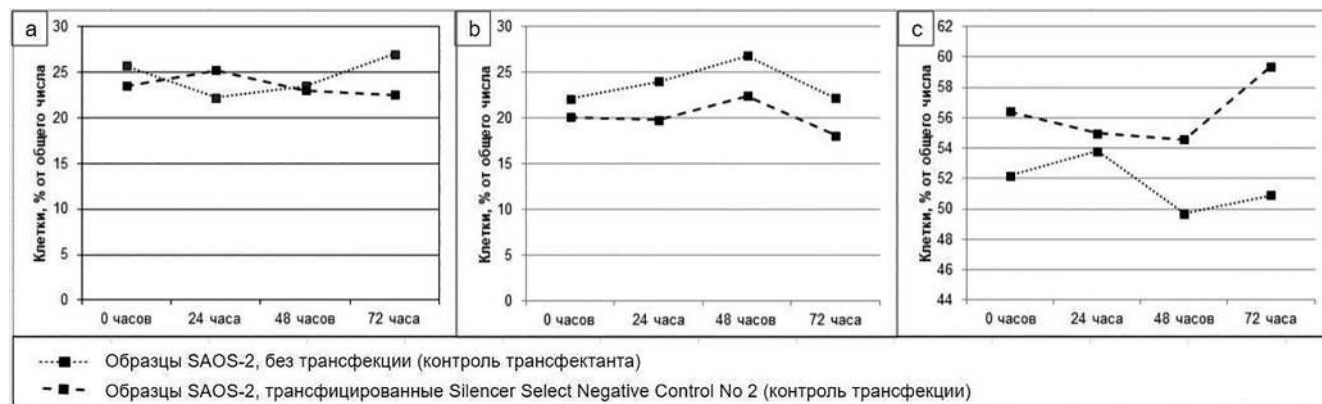 a
Клетки, % от общего числа
30
25
20
15
10
5
0
0 часов 24 часа 48 часов 72 часа
b
Клетки, % от общего числа
30
25
20
15
10
5
0
0 часов 24 часа 48 часов 72 часа
c
Клетки, % от общего числа
62
60
58
56
54
52
50
48
46
44
0 часов 24 часа 48 часов 72 часа
Образцы SAOS-2, без трансфекции (контроль трансфектанта)
Образцы SAOS-2, трансфицированные Silencer Select Negative Control No 2 (контроль трансфекции)